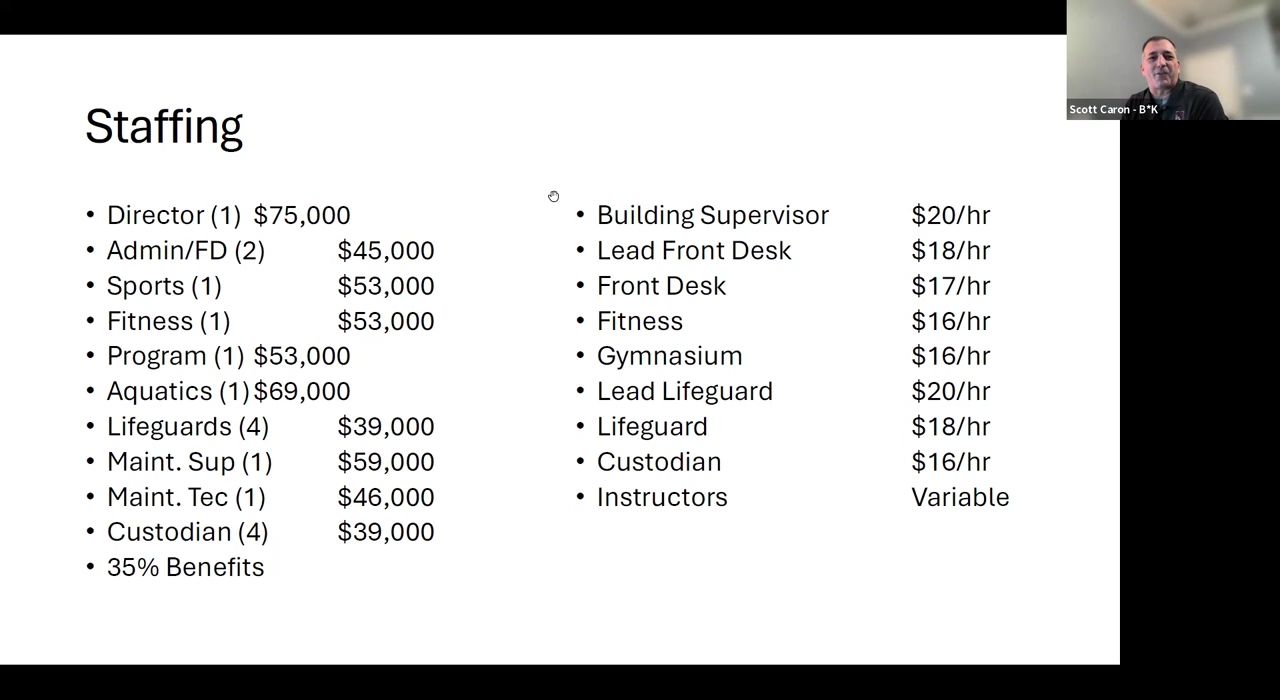 Scott Caron - B*K
Staffing
• Director (1) $75,000
• Admin/FD (2) $45,000
• Sports (1) $53,000
• Fitness (1) $53,000
• Program (1) $53,000
• Aquatics (1) $69,000
• Lifeguards (4) $39,000
• Maint. Sup (1) $59,000
• Maint. Tec (1) $46,000
• Custodian (4) $39,000
• 35% Benefits
• Building Supervisor $20/hr
• Lead Front Desk $18/hr
• Front Desk $17/hr
• Fitness $16/hr
• Gymnasium $16/hr
• Lead Lifeguard $20/hr
• Lifeguard $18/hr
• Custodian $16/hr
• Instructors Variable